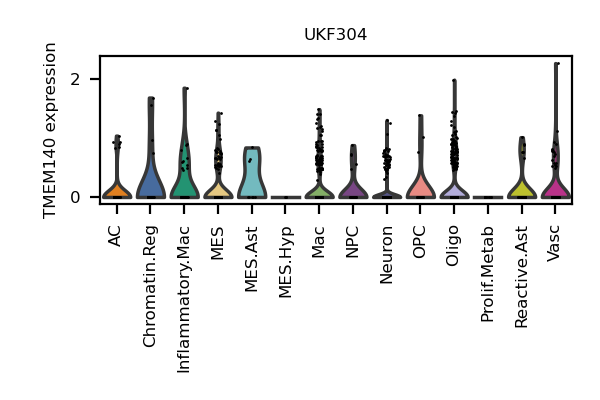 UKF304
TMEM140 expression
2
0
AC
Chromatin.Reg
Inflammatory.Mac
MES
MES.Ast
MES.Hyp
Mac
NPC
Neuron
OPC
Oligo
Prolif.Metab
Reactive.Ast
Vasc